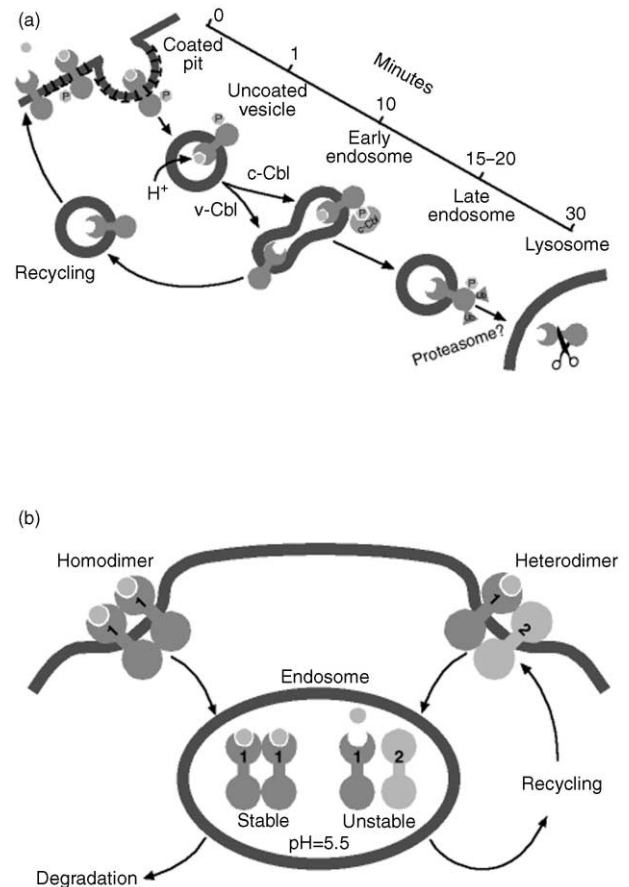 (a)
0
Coated
pit
1
Minutes
Uncoated
vesicle
10
Early
endosome
15–20
Late
endosome
30
Lysosome
P
P
P
H⁺
c-Cbl
v-Cbl
P
c-Cbl
Recycling
P
Ub
Ub
Proteasome?
(b)
Homodimer
Heterodimer
1
1
1
2
Endosome
1 1
1 2
Stable
Unstable
pH=5.5
Recycling
Degradation